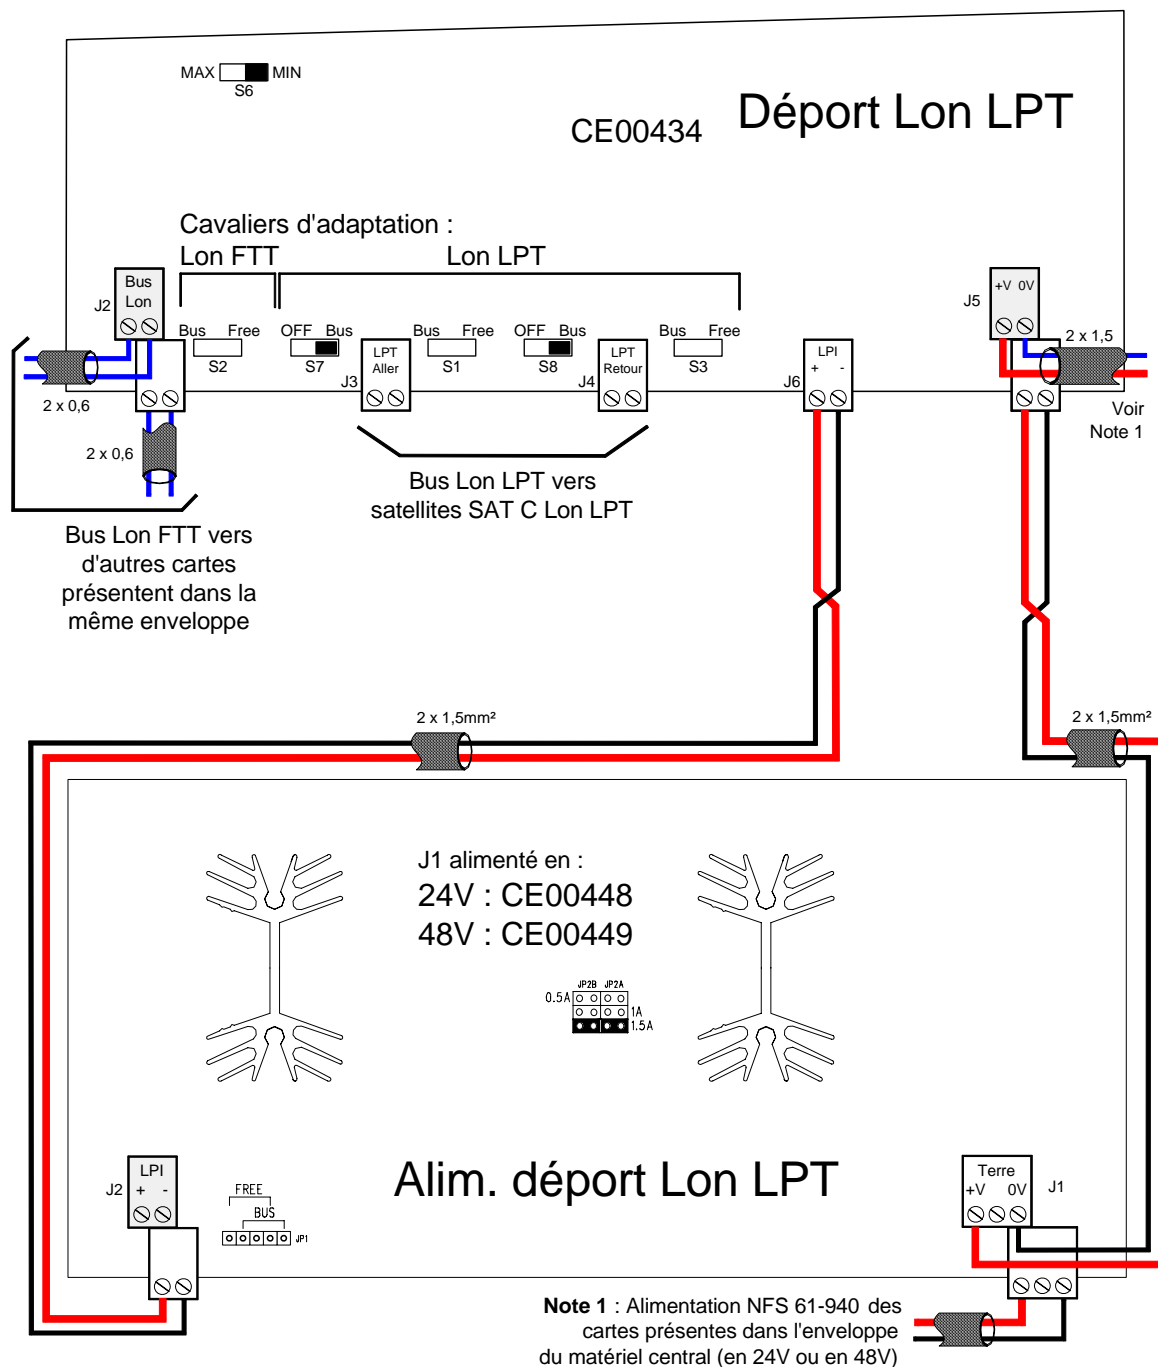 MAX MIN
S6
Déport Lon LPT
CE00434
Cavaliers d'adaptation :
Lon FTT Lon LPT
Bus
Lon
J2
+V 0V
J5
Bus Free
S2
OFF Bus
S7
LPT
Aller
J3
Bus Free
S1
OFF Bus
S8
LPT
Retour
J4
Bus Free
S3
LPI
+ -
J6
2 x 1,5
Voir
Note 1
2 x 0,6
2 x 0,6
Bus Lon LPT vers
satellites SAT C Lon LPT
Bus Lon FTT vers
d'autres cartes
présentent dans la
même enveloppe
2 x 1,5mm²
2 x 1,5mm²
J1 alimenté en :
24V : CE00448
48V : CE00449
JP2B JP2A
0.5A
1A
1.5A
Alim. déport Lon LPT
LPI
J2 + -
FREE
BUS
JP1
Terre
+V 0V
J1
Note 1 : Alimentation NFS 61-940 des
cartes présentes dans l'enveloppe
du matériel central (en 24V ou en 48V)